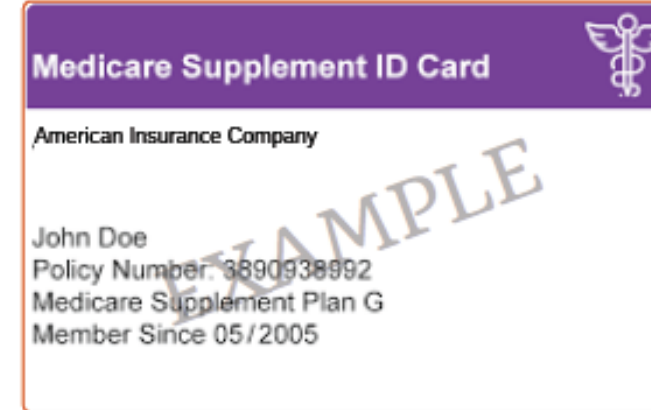 Medicare Supplement ID Card
American Insurance Company
EXAMPLE
John Doe
Policy Number: 3890938992
Medicare Supplement Plan G
Member Since 05/2005